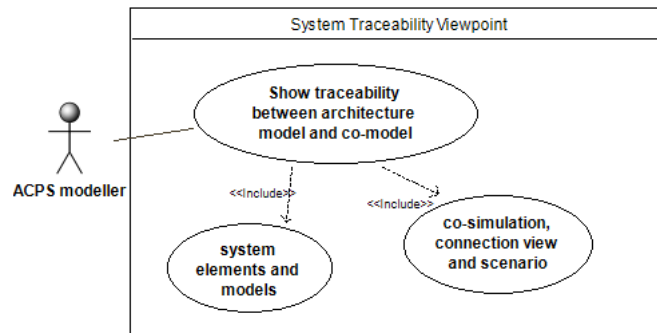 System Traceability Viewpoint
Show traceability
between architecture
model and co-model
ACPS modeller
<<Include>>
<<Include>>
system
elements and
models
co-simulation,
connection view
and scenario